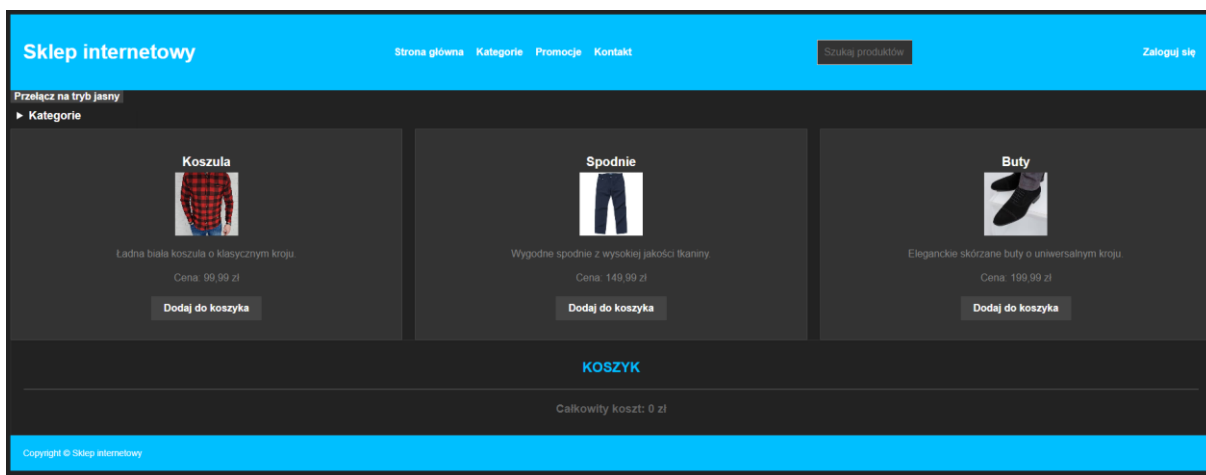 Sklep internetowy
Strona główna Kategorie Promocje Kontakt
Szukaj produktów
Zaloguj się
Przełącz na tryb jasny
► Kategorie
Koszula
Ładna biała koszula o klasycznym kroju.
Cena: 99,99 zł
Dodaj do koszyka
Spodnie
Wygodne spodnie z wysokiej jakości tkaniny.
Cena: 149,99 zł
Dodaj do koszyka
Buty
Eleganckie skórzane buty o uniwersalnym kroju.
Cena: 199,99 zł
Dodaj do koszyka
KOSZYK
Całkowity koszt: 0 zł
Copyright © Sklep internetowy